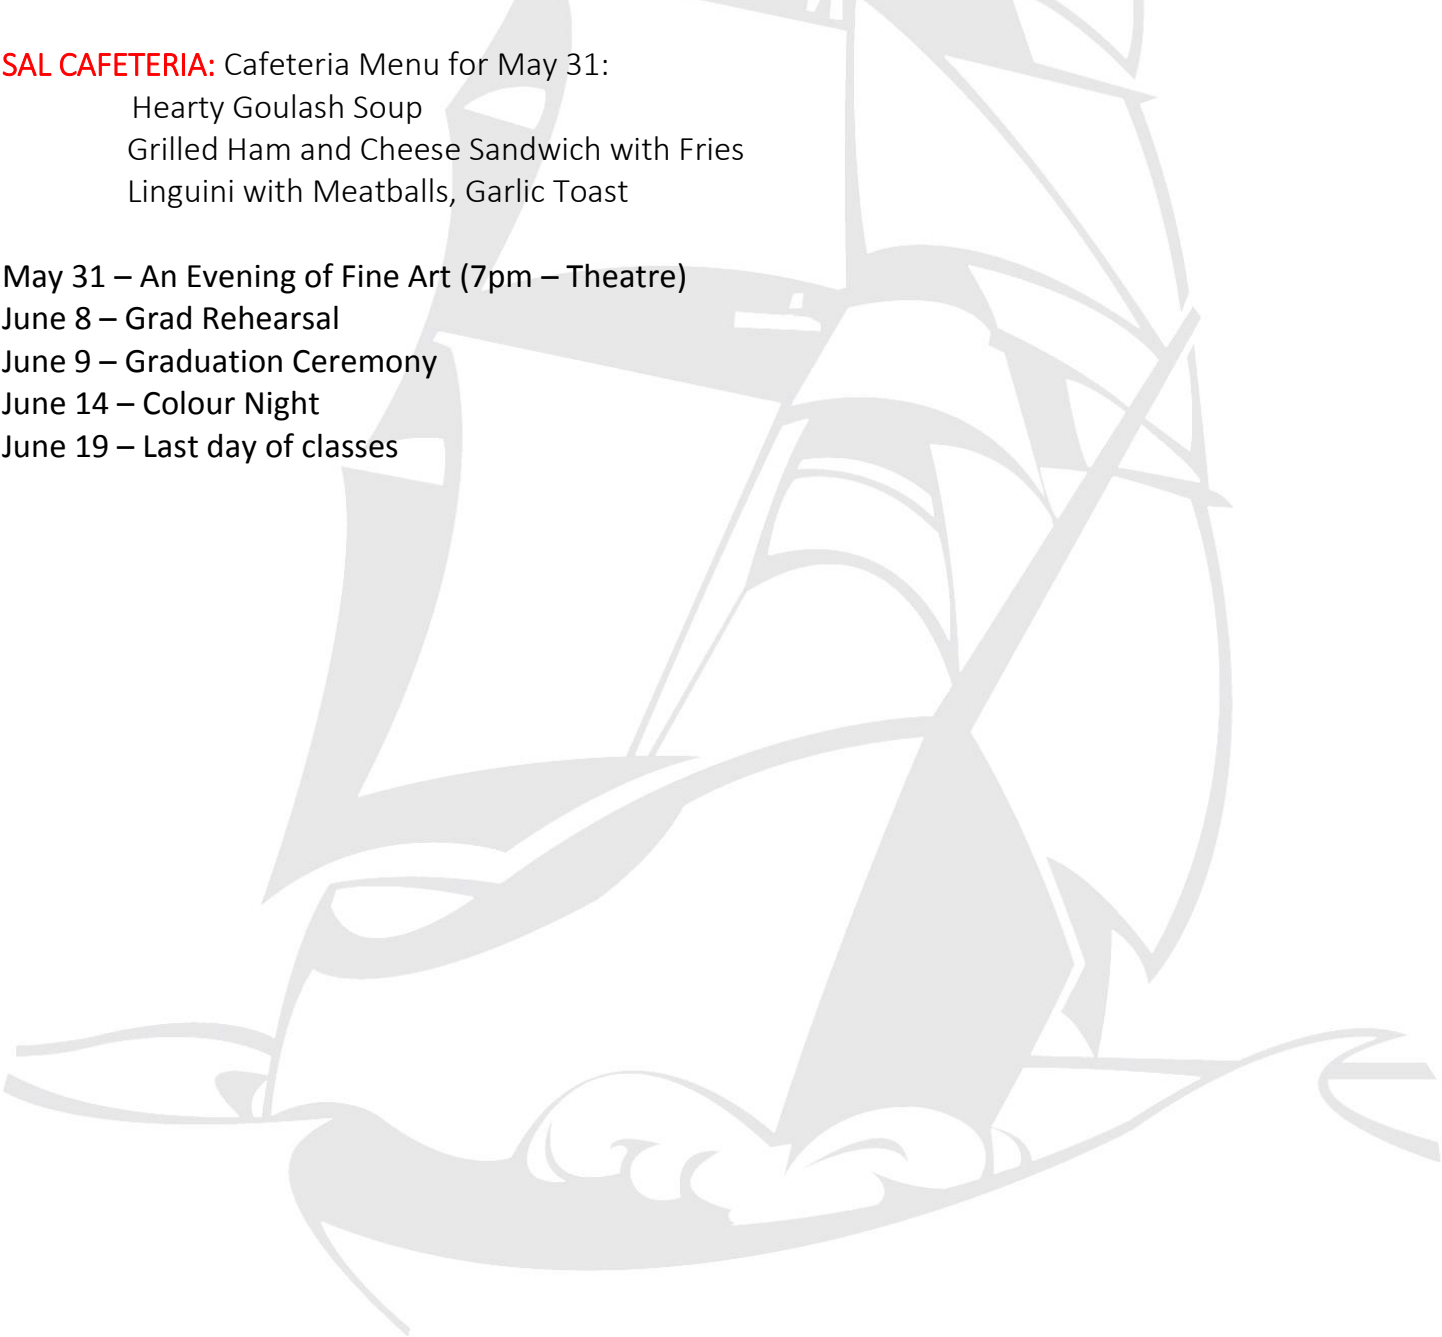 SAL CAFETERIA: Cafeteria Menu for May 31:
Hearty Goulash Soup
Grilled Ham and Cheese Sandwich with Fries
Linguini with Meatballs, Garlic Toast
May 31 – An Evening of Fine Art (7pm – Theatre)
June 8 – Grad Rehearsal
June 9 – Graduation Ceremony
June 14 – Colour Night
June 19 – Last day of classes